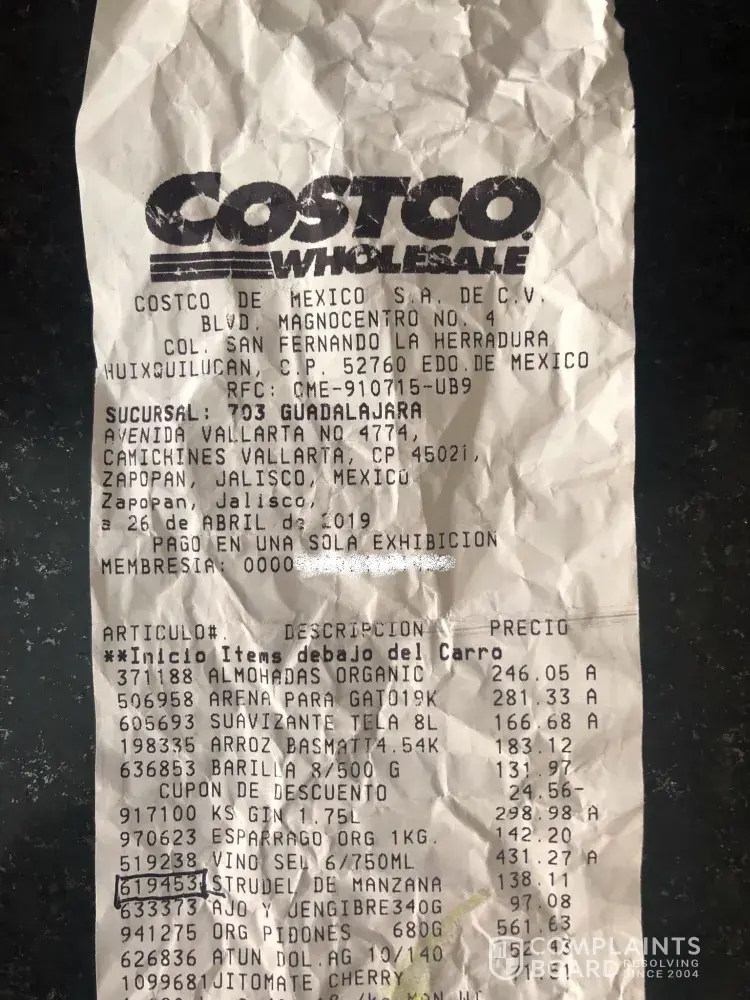 COSTCO
WHOLESALE
COSTCO DE MEXICO S.A. DE C.V.
BLVD. MAGNOCENTRO NO. 4
COL. SAN FERNANDO LA HERRADURA
HUIXQUILUCAN, C.P. 52760 EDO.DE MEXICO
RFC: CME-910715-UB9
SUCURSAL: 703 GUADALAJARA
AVENIDA VALLARTA NO 4774,
CAMICHINES VALLARTA, CP 45021,
ZAPOPAN, JALISCO, MEXICO
Zapopan, Jalisco,
a 26 de ABRIL de 2019
PAGO EN UNA SOLA EXHIBICION
MEMBRESIA: 0000
ARTICULO#. DESCRIPCION PRECIO
**Inicio Items debajo del Carro
371188 ALMOHADAS ORGANIC 246.05 A
506958 ARENA PARA GATO19K 281.33 A
605693 SUAVIZANTE TELA 8L 166.68 A
198335 ARROZ BASMATT4.54K 183.12
636853 BARILLA 8/500 G 131.97
CUPON DE DESCUENTO 24.56-
917100 KS GIN 1.75L 298.98 A
970623 ESPARRAGO ORG 1KG. 142.20
519238 VINO SEL 6/750ML 431.27 A
619453 STRUDEL DE MANZANA 138.11
633373 AJO Y JENGIBRE340G 97.08
941275 ORG PIDONES 680G 561.63
626836 ATUN DOL.AG 10/140
1099681JITOMATE CHERRY
COMPLAINTS
BOARD RESOLVING
SINCE 2004